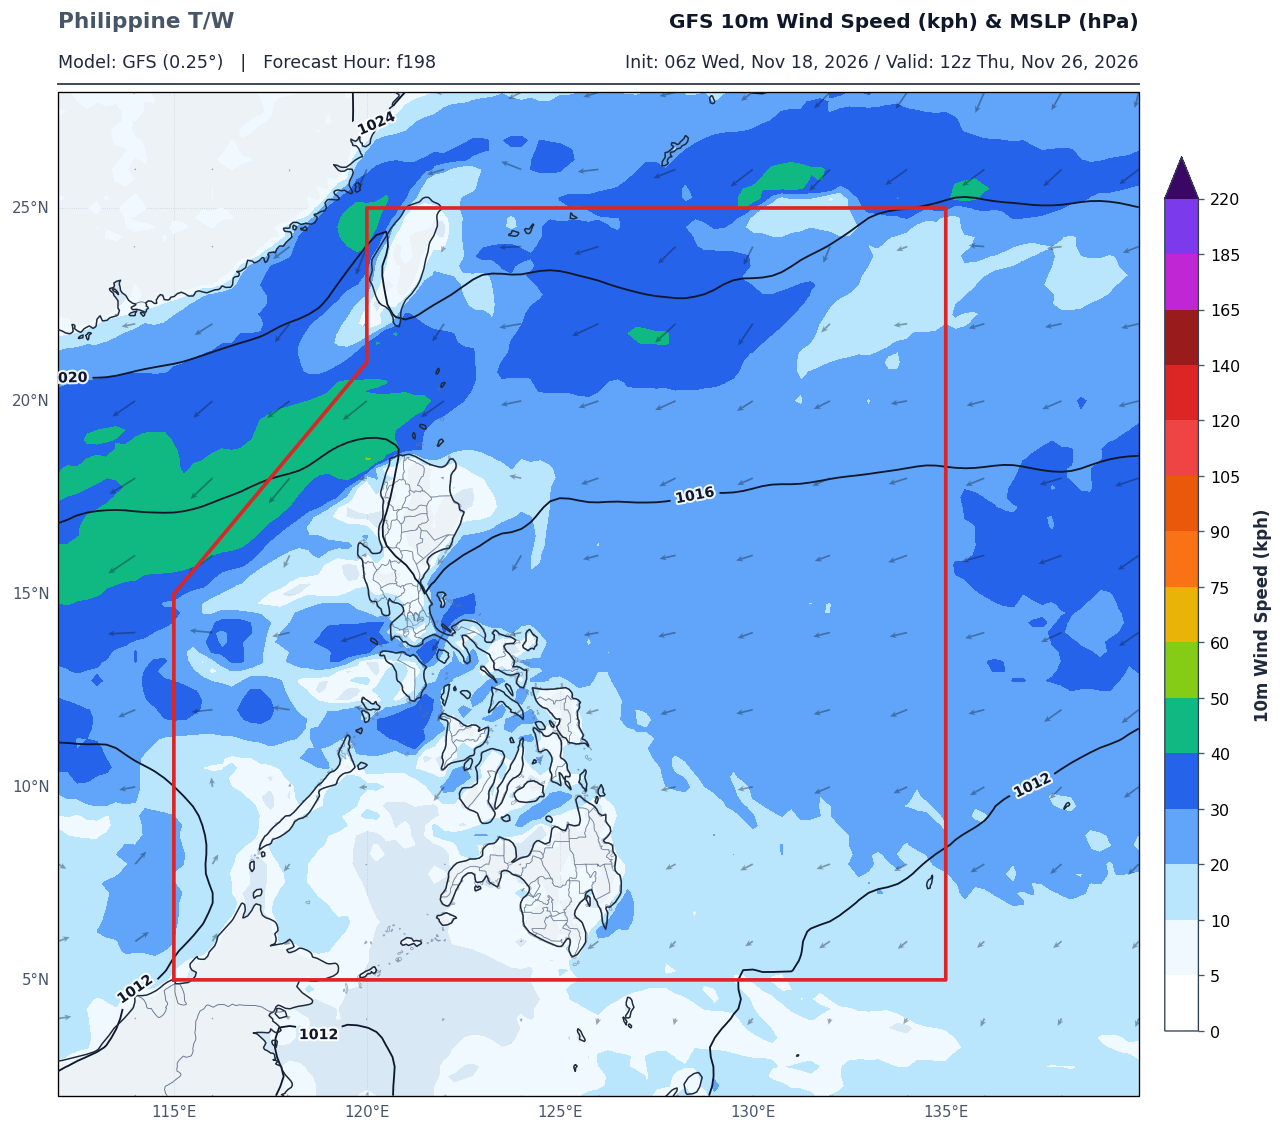 Philippine T/W
GFS 10m Wind Speed (kph) & MSLP (hPa)
Model: GFS (0.25°) | Forecast Hour: f198
Init: 06z Wed, Nov 18, 2026 / Valid: 12z Thu, Nov 26, 2026
1024
25°N
020
20°N
1016
15°N
1012
10°N
1012
5°N
1012
115°E
120°E
125°E
130°E
135°E
220
185
165
140
120
105
90
75
60
50
40
30
20
10
5
0
10m Wind Speed (kph)